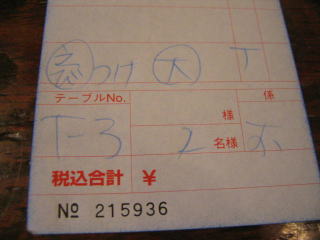 つけ 大 T
テーブルNo. 様 係
T-3 2 名様
税込合計 ¥
No 215936